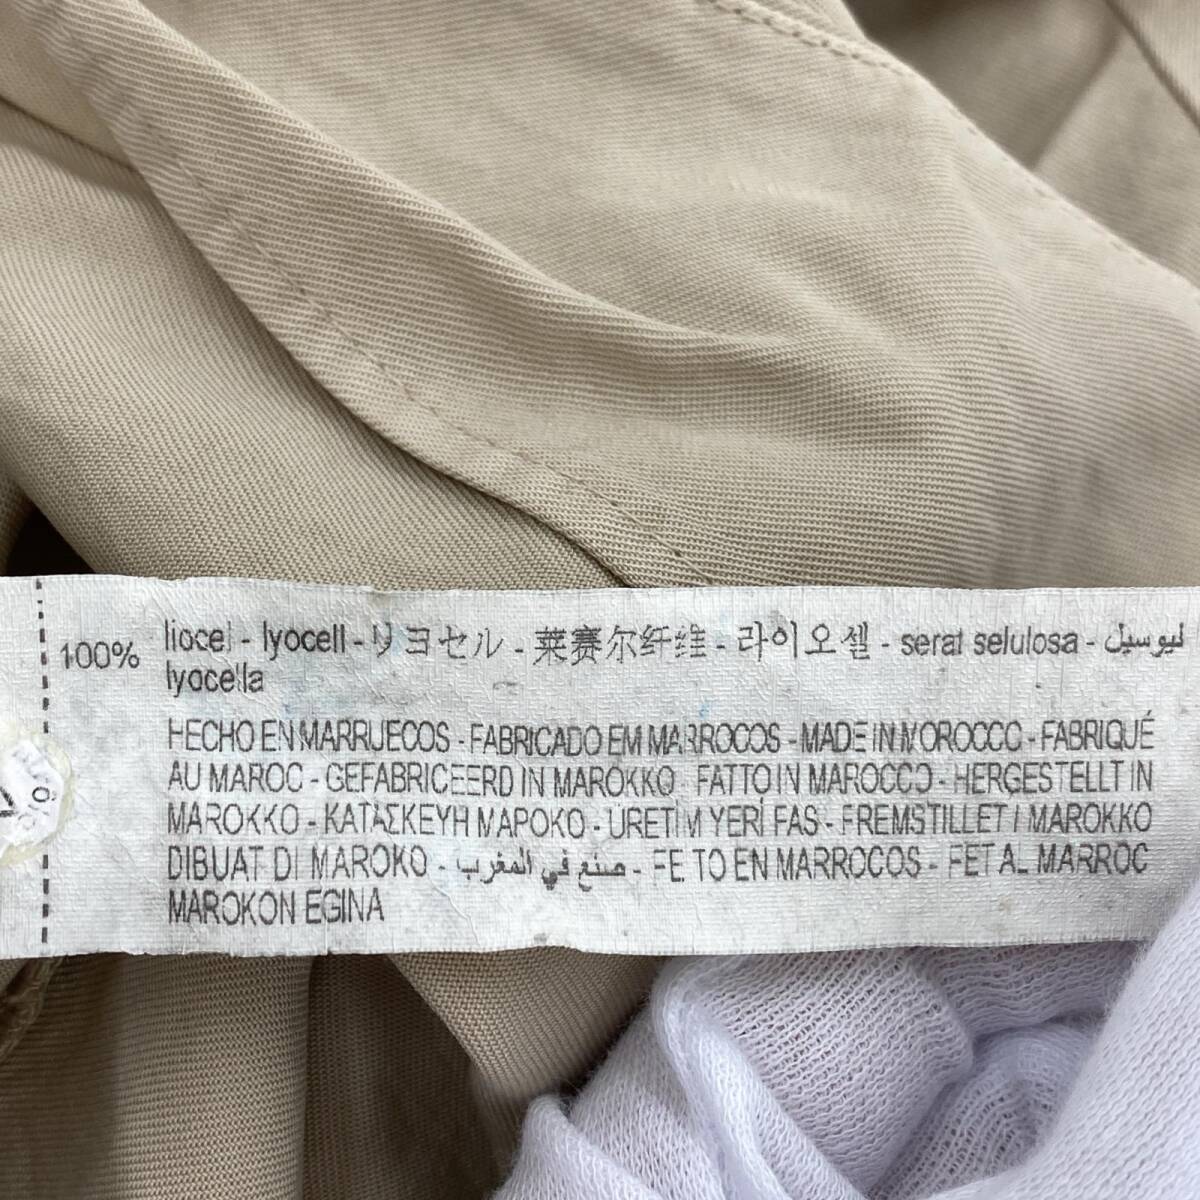 100% liocel - lyocell - リヨセル - 莱赛尔纤维 - 라이오셀 - serat selulosa - ليوسيل
lyocella
HECHO EN MARRUECOS - FABRICADO EM MARROCOS - MADE IN MOROCCO - FABRIQUÉ
AU MAROC - GEFABRICEERD IN MAROKKO FATTO IN MAROCCO - HERGESTELLT IN
MAROKKO - ΚΑΤΑΣΚΕΥΗ ΜΑΡΟΚΟ - URETİM YERİ FAS - FREMSTILLET I MAROKKO
DIBUAT DI MAROKO - صنع في المغرب - FE TO EN MARROCOS - FET AL MARROC
MAROKON EGINA